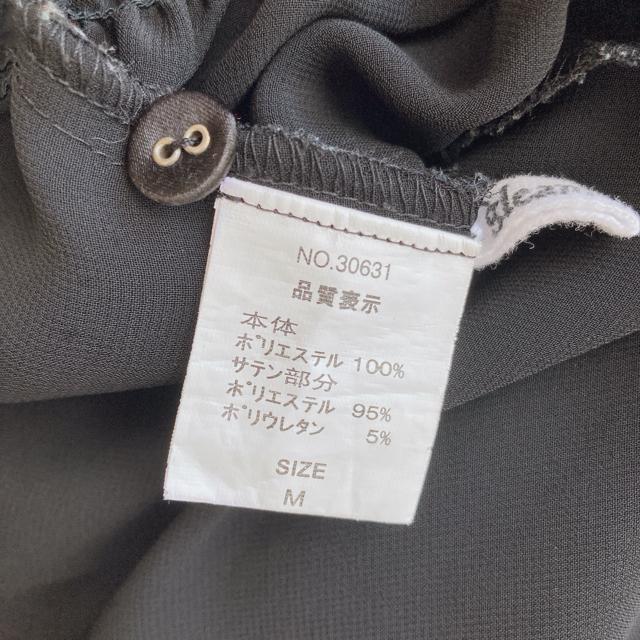 NO.30631
品質表示
本体
ポリエステル 100%
サテン部分
ポリエステル 95%
ポリウレタン 5%
SIZE
M